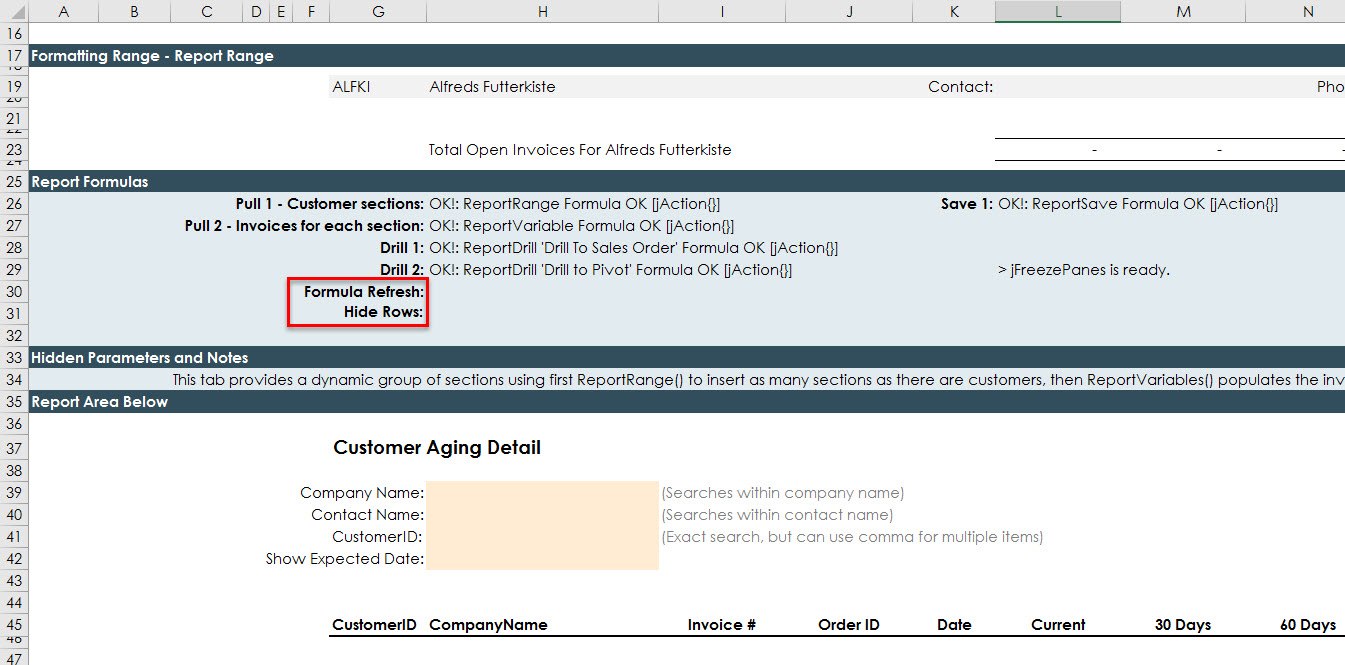 A B C D E F G H I J K L M N
16
17 Formatting Range - Report Range
18
19 ALFKI Alfreds Futterkiste Contact: Pho
20
21
22
23 Total Open Invoices For Alfreds Futterkiste - - -
24
25 Report Formulas
26 Pull 1 - Customer sections: OK!: ReportRange Formula OK [jAction{}] Save 1: OK!: ReportSave Formula OK [jAction{}]
27 Pull 2 - Invoices for each section: OK!: ReportVariable Formula OK [jAction{}]
28 Drill 1: OK!: ReportDrill 'Drill To Sales Order' Formula OK [jAction{}]
29 Drill 2: OK!: ReportDrill 'Drill to Pivot' Formula OK [jAction{}] > jFreezePanes is ready.
30 Formula Refresh:
31 Hide Rows:
32
33 Hidden Parameters and Notes
34 This tab provides a dynamic group of sections using first ReportRange() to insert as many sections as there are customers, then ReportVariables() populates the inv
35 Report Area Below
36
37 Customer Aging Detail
38
39 Company Name: (Searches within company name)
40 Contact Name: (Searches within contact name)
41 CustomerID: (Exact search, but can use comma for multiple items)
42 Show Expected Date:
43
44
45 CustomerID CompanyName Invoice # Order ID Date Current 30 Days 60 Days
46
47